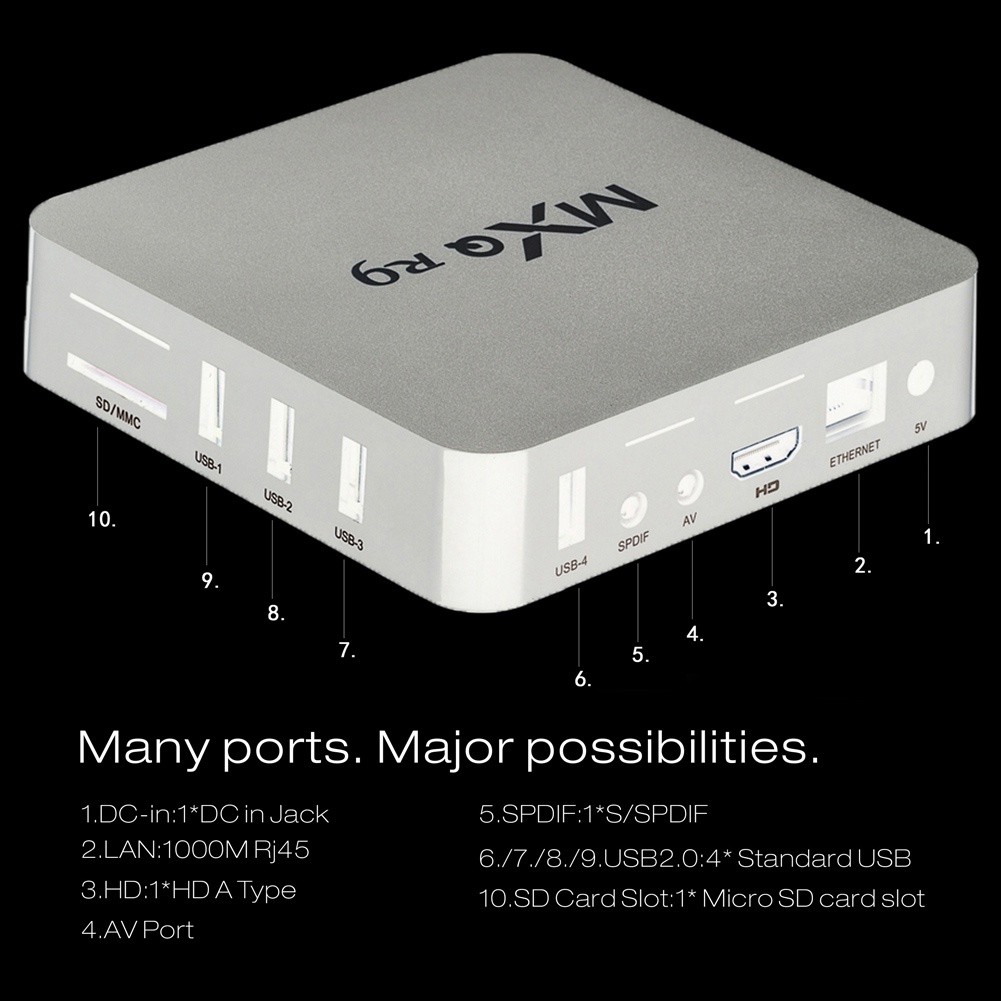 MXQ R9
SD/MMC
USB-1
USB-2
USB-3
USB-4
SPDIF
AV
HD
ETHERNET
5V
10.
9.
8.
7.
6.
5.
4.
3.
2.
1.
Many ports. Major possibilities.
1.DC-in:1*DC in Jack
2.LAN:1000M Rj45
3.HD:1*HD A Type
4.AV Port
5.SPDIF:1*S/SPDIF
6./7./8./9.USB2.0:4* Standard USB
10.SD Card Slot:1* Micro SD card slot